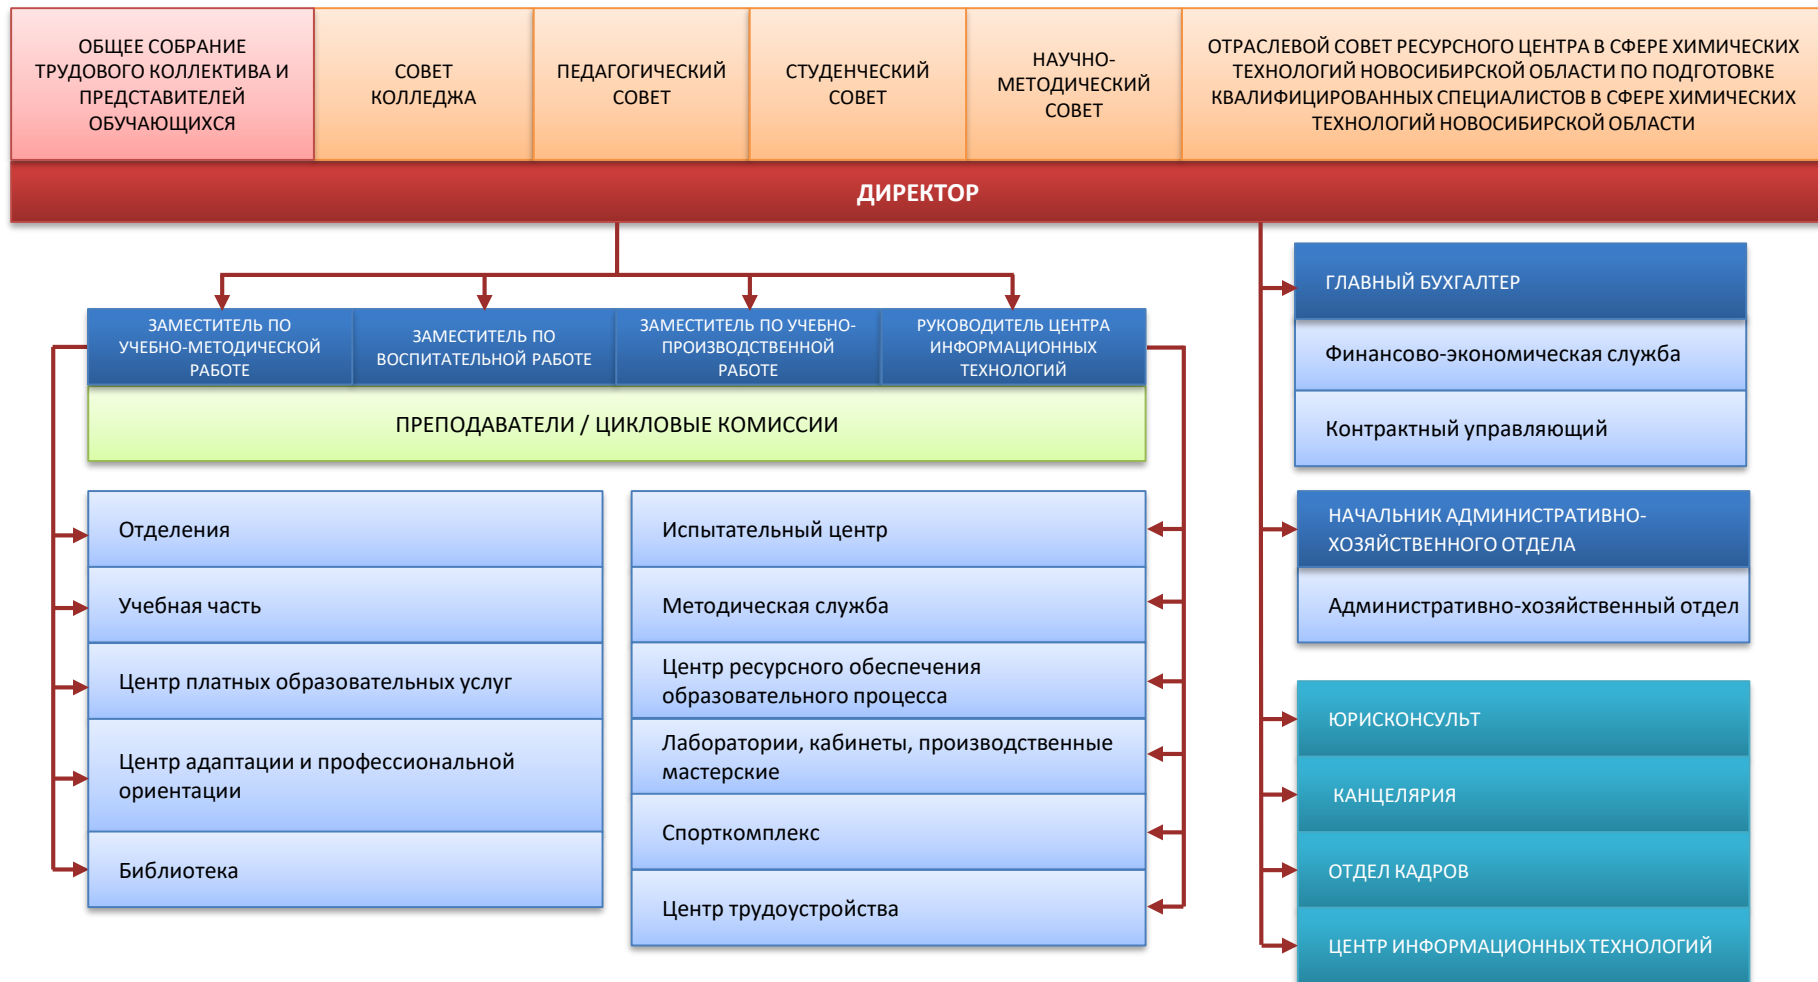 ОБЩЕЕ СОБРАНИЕ
ТРУДОВОГО КОЛЛЕКТИВА И
ПРЕДСТАВИТЕЛЕЙ
ОБУЧАЮЩИХСЯ
СОВЕТ
КОЛЛЕДЖА
ПЕДАГОГИЧЕСКИЙ
СОВЕТ
СТУДЕНЧЕСКИЙ
СОВЕТ
НАУЧНО-
МЕТОДИЧЕСКИЙ
СОВЕТ
ОТРАСЛЕВОЙ СОВЕТ РЕСУРСНОГО ЦЕНТРА В СФЕРЕ ХИМИЧЕСКИХ
ТЕХНОЛОГИЙ НОВОСИБИРСКОЙ ОБЛАСТИ ПО ПОДГОТОВКЕ
КВАЛИФИЦИРОВАННЫХ СПЕЦИАЛИСТОВ В СФЕРЕ ХИМИЧЕСКИХ
ТЕХНОЛОГИЙ НОВОСИБИРСКОЙ ОБЛАСТИ
ДИРЕКТОР
ЗАМЕСТИТЕЛЬ ПО
УЧЕБНО-МЕТОДИЧЕСКОЙ
РАБОТЕ
ЗАМЕСТИТЕЛЬ ПО
ВОСПИТАТЕЛЬНОЙ РАБОТЕ
ЗАМЕСТИТЕЛЬ ПО УЧЕБНО-
ПРОИЗВОДСТВЕННОЙ
РАБОТЕ
РУКОВОДИТЕЛЬ ЦЕНТРА
ИНФОРМАЦИОННЫХ
ТЕХНОЛОГИЙ
ПРЕПОДАВАТЕЛИ / ЦИКЛОВЫЕ КОМИССИИ
Отделения
Учебная часть
Центр платных образовательных услуг
Центр адаптации и профессиональной
ориентации
Библиотека
Испытательный центр
Методическая служба
Центр ресурсного обеспечения
образовательного процесса
Лаборатории, кабинеты, производственные
мастерские
Спорткомплекс
Центр трудоустройства
ГЛАВНЫЙ БУХГАЛТЕР
Финансово-экономическая служба
Контрактный управляющий
НАЧАЛЬНИК АДМИНИСТРАТИВНО-
ХОЗЯЙСТВЕННОГО ОТДЕЛА
Административно-хозяйственный отдел
ЮРИСКОНСУЛЬТ
КАНЦЕЛЯРИЯ
ОТДЕЛ КАДРОВ
ЦЕНТР ИНФОРМАЦИОННЫХ ТЕХНОЛОГИЙ